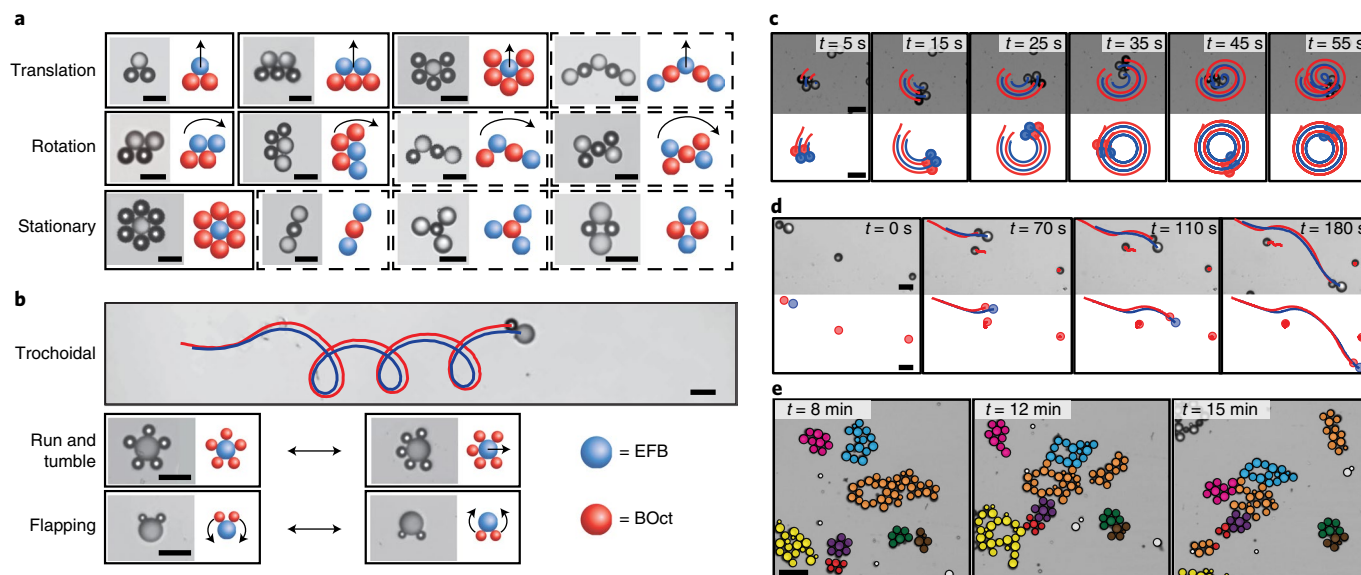 a
Translation
Rotation
Stationary
b
Trochoidal
Run and
tumble
Flapping
= EFB
= BOct
c
t = 5 s
t = 15 s
t = 25 s
t = 35 s
t = 45 s
t = 55 s
d
t = 0 s
t = 70 s
t = 110 s
t = 180 s
e
t = 8 min
t = 12 min
t = 15 min